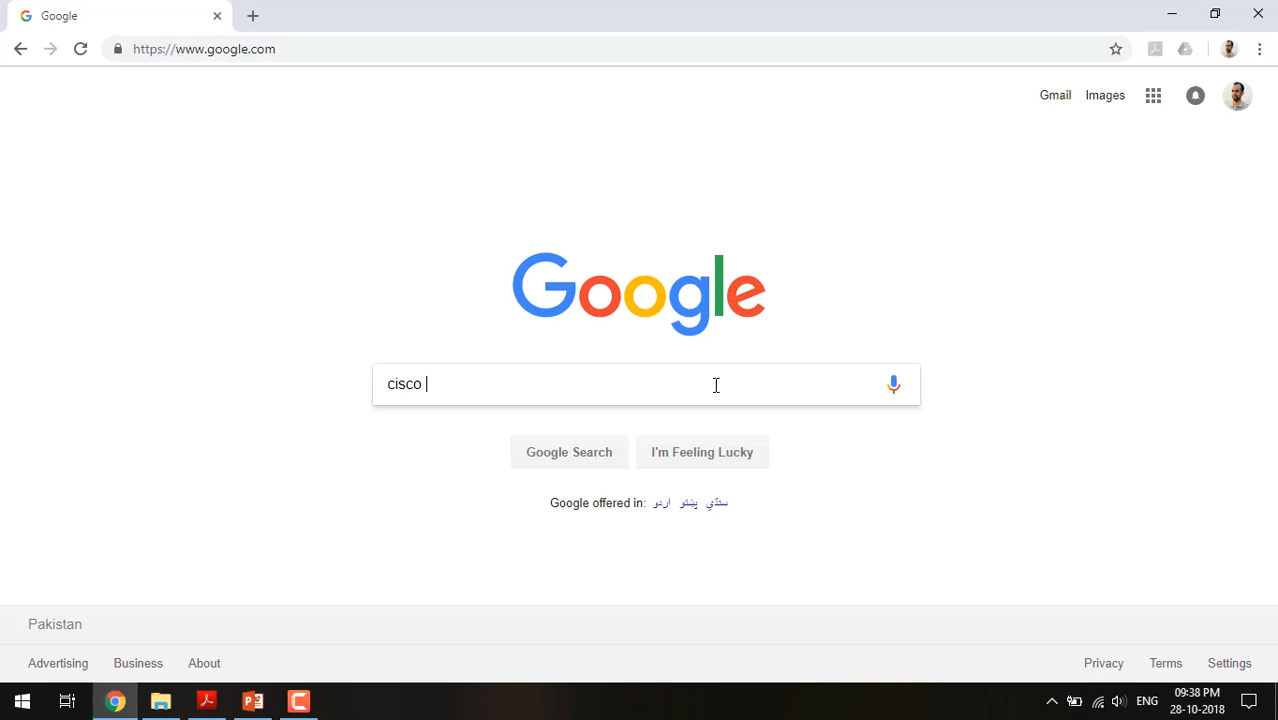 Google
https://www.google.com
Gmail Images
Google
cisco
Google Search I'm Feeling Lucky
Google offered in: اردو پښتو سنڌي
Pakistan
Advertising Business About
Privacy Terms Settings
ENG
09:38 PM
28-10-2018